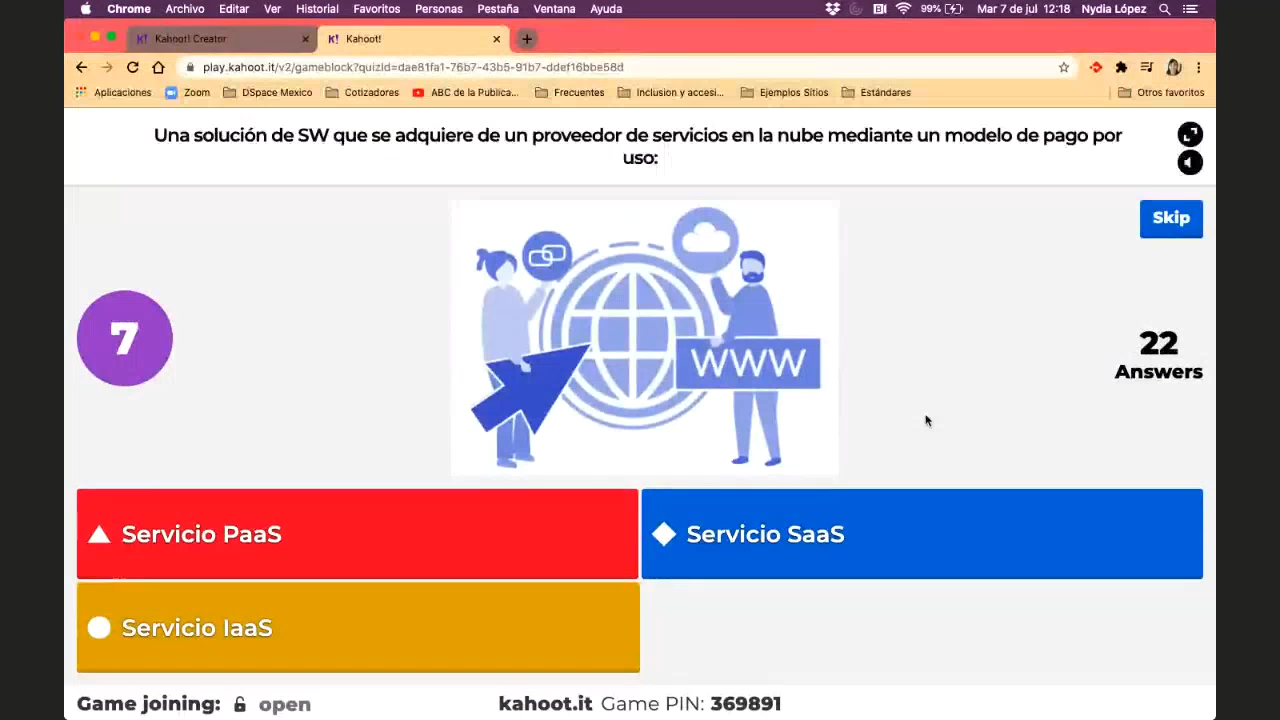 Chrome Archivo Editar Ver Historial Favoritos Personas Pestaña Ventana Ayuda 99% Mar 7 de jul 12:18 Nydia López
K! Kahoot! Creator K! Kahoot!
play.kahoot.it/v2/gameblock?quizId=dae81fa1-76b7-43b5-91b7-ddef16bbe58d
Aplicaciones Zoom DSpace Mexico Cotizadores ABC de la Publica... Frecuentes Inclusion y accesi... Ejemplos Sitios Estándares Otros favoritos
Una solución de SW que se adquiere de un proveedor de servicios en la nube mediante un modelo de pago por
uso:
Skip
7
22
Answers
WWW
Servicio PaaS
Servicio SaaS
Servicio IaaS
Game joining: open kahoot.it Game PIN: 369891